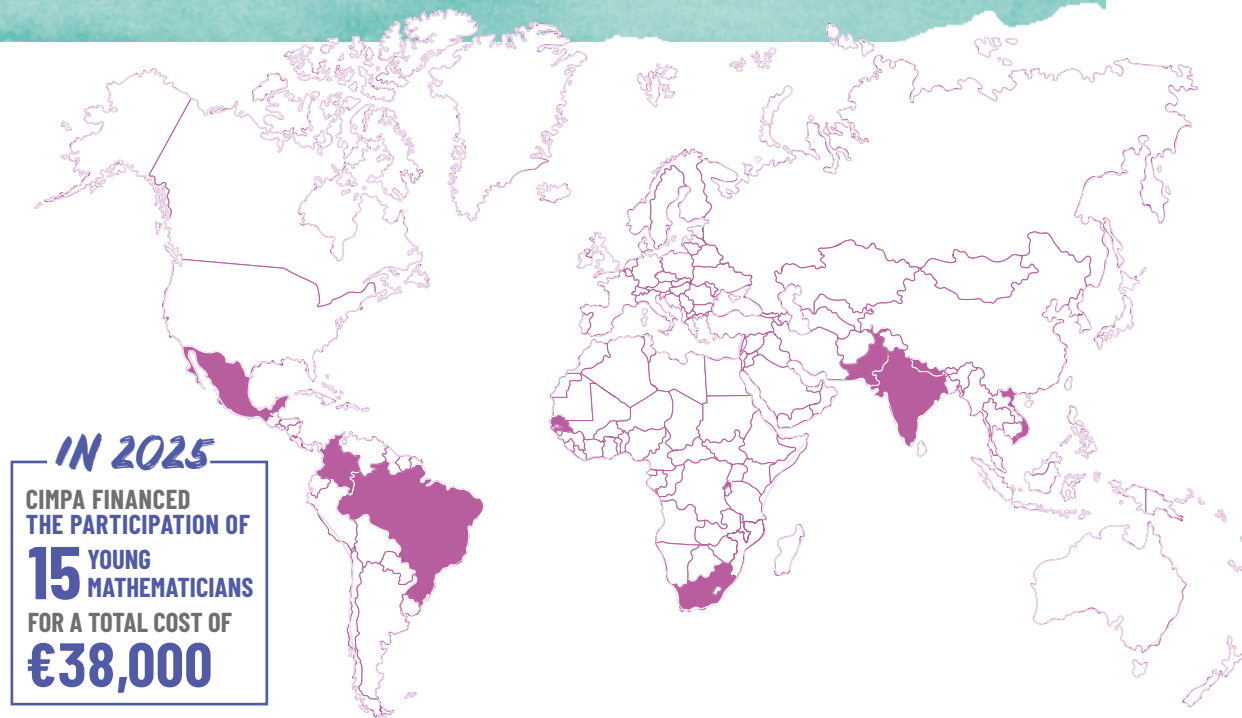 IN 2025
CIMPA FINANCED
THE PARTICIPATION OF
15 YOUNG
MATHEMATICIANS
FOR A TOTAL COST OF
€38,000